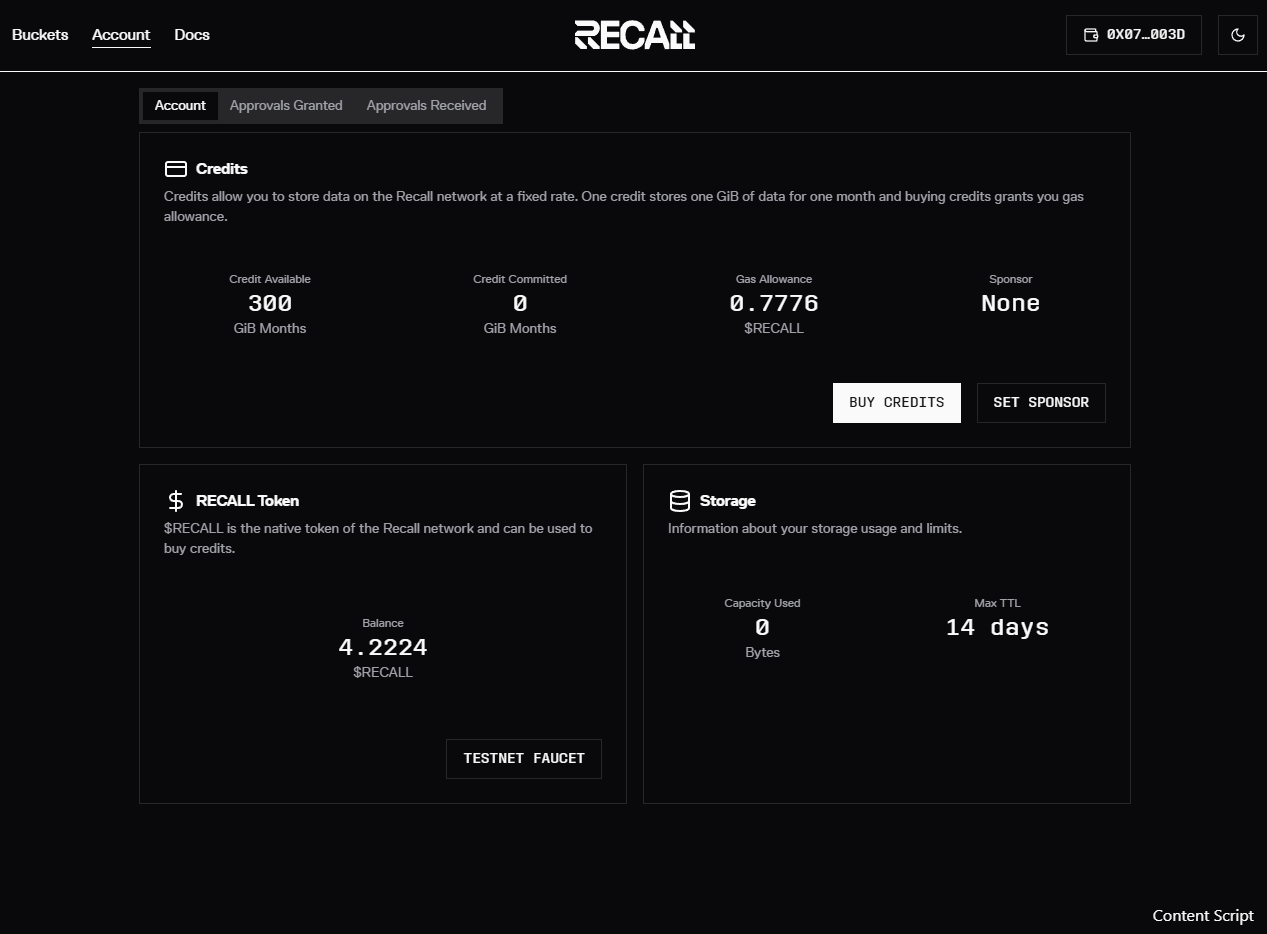 Buckets
Account
Docs
RECALL
0X07…003D
Account
Approvals Granted
Approvals Received
Credits
Credits allow you to store data on the Recall network at a fixed rate. One credit stores one GiB of data for one month and buying credits grants you gas
allowance.
Credit Available
300
GiB Months
Credit Committed
0
GiB Months
Gas Allowance
0.7776
$RECALL
Sponsor
None
BUY CREDITS
SET SPONSOR
RECALL Token
$RECALL is the native token of the Recall network and can be used to
buy credits.
Balance
4.2224
$RECALL
TESTNET FAUCET
Storage
Information about your storage usage and limits.
Capacity Used
0
Bytes
Max TTL
14 days
Content Script